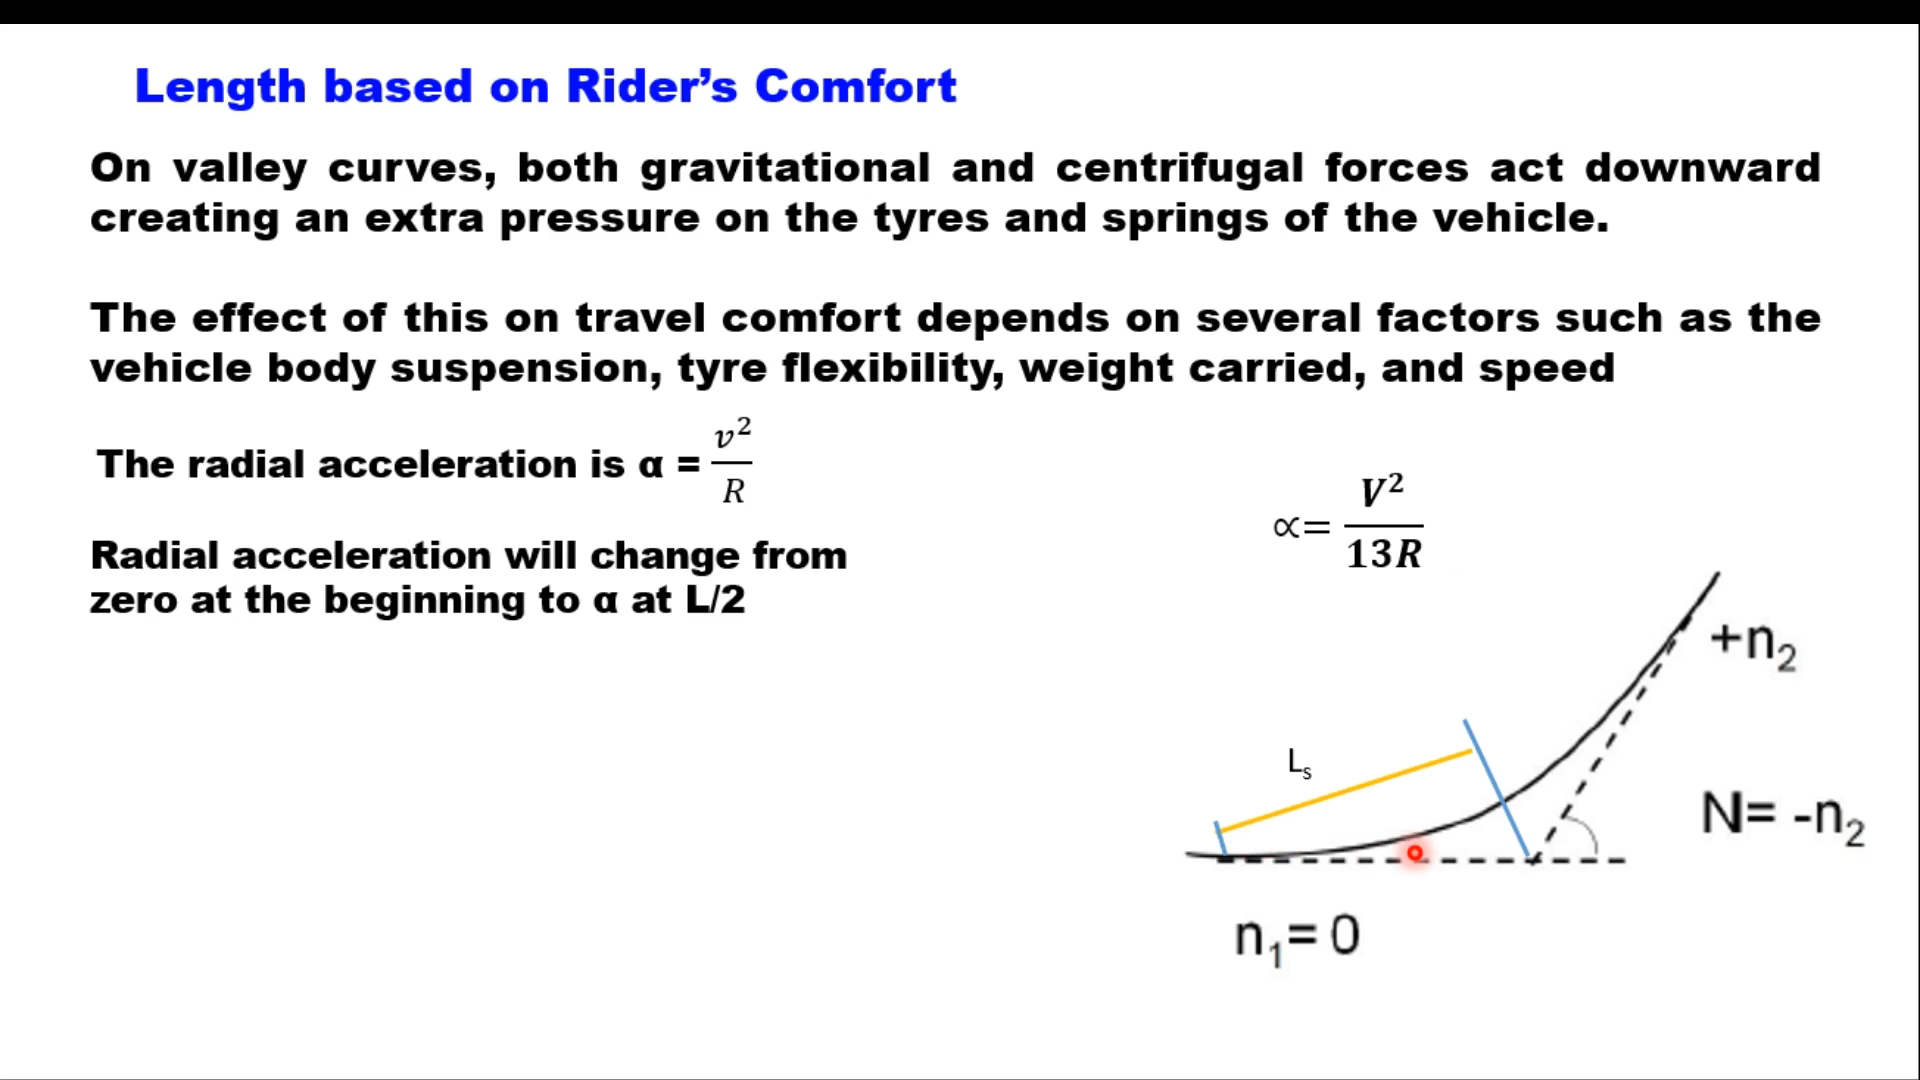 Length based on Rider’s Comfort
On valley curves, both gravitational and centrifugal forces act downward
creating an extra pressure on the tyres and springs of the vehicle.
The effect of this on travel comfort depends on several factors such as the
vehicle body suspension, tyre flexibility, weight carried, and speed
The radial acceleration is α = v²/R
∝= V²/13R
Radial acceleration will change from
zero at the beginning to α at L/2
+n₂
Lₛ
N= -n₂
n₁= 0